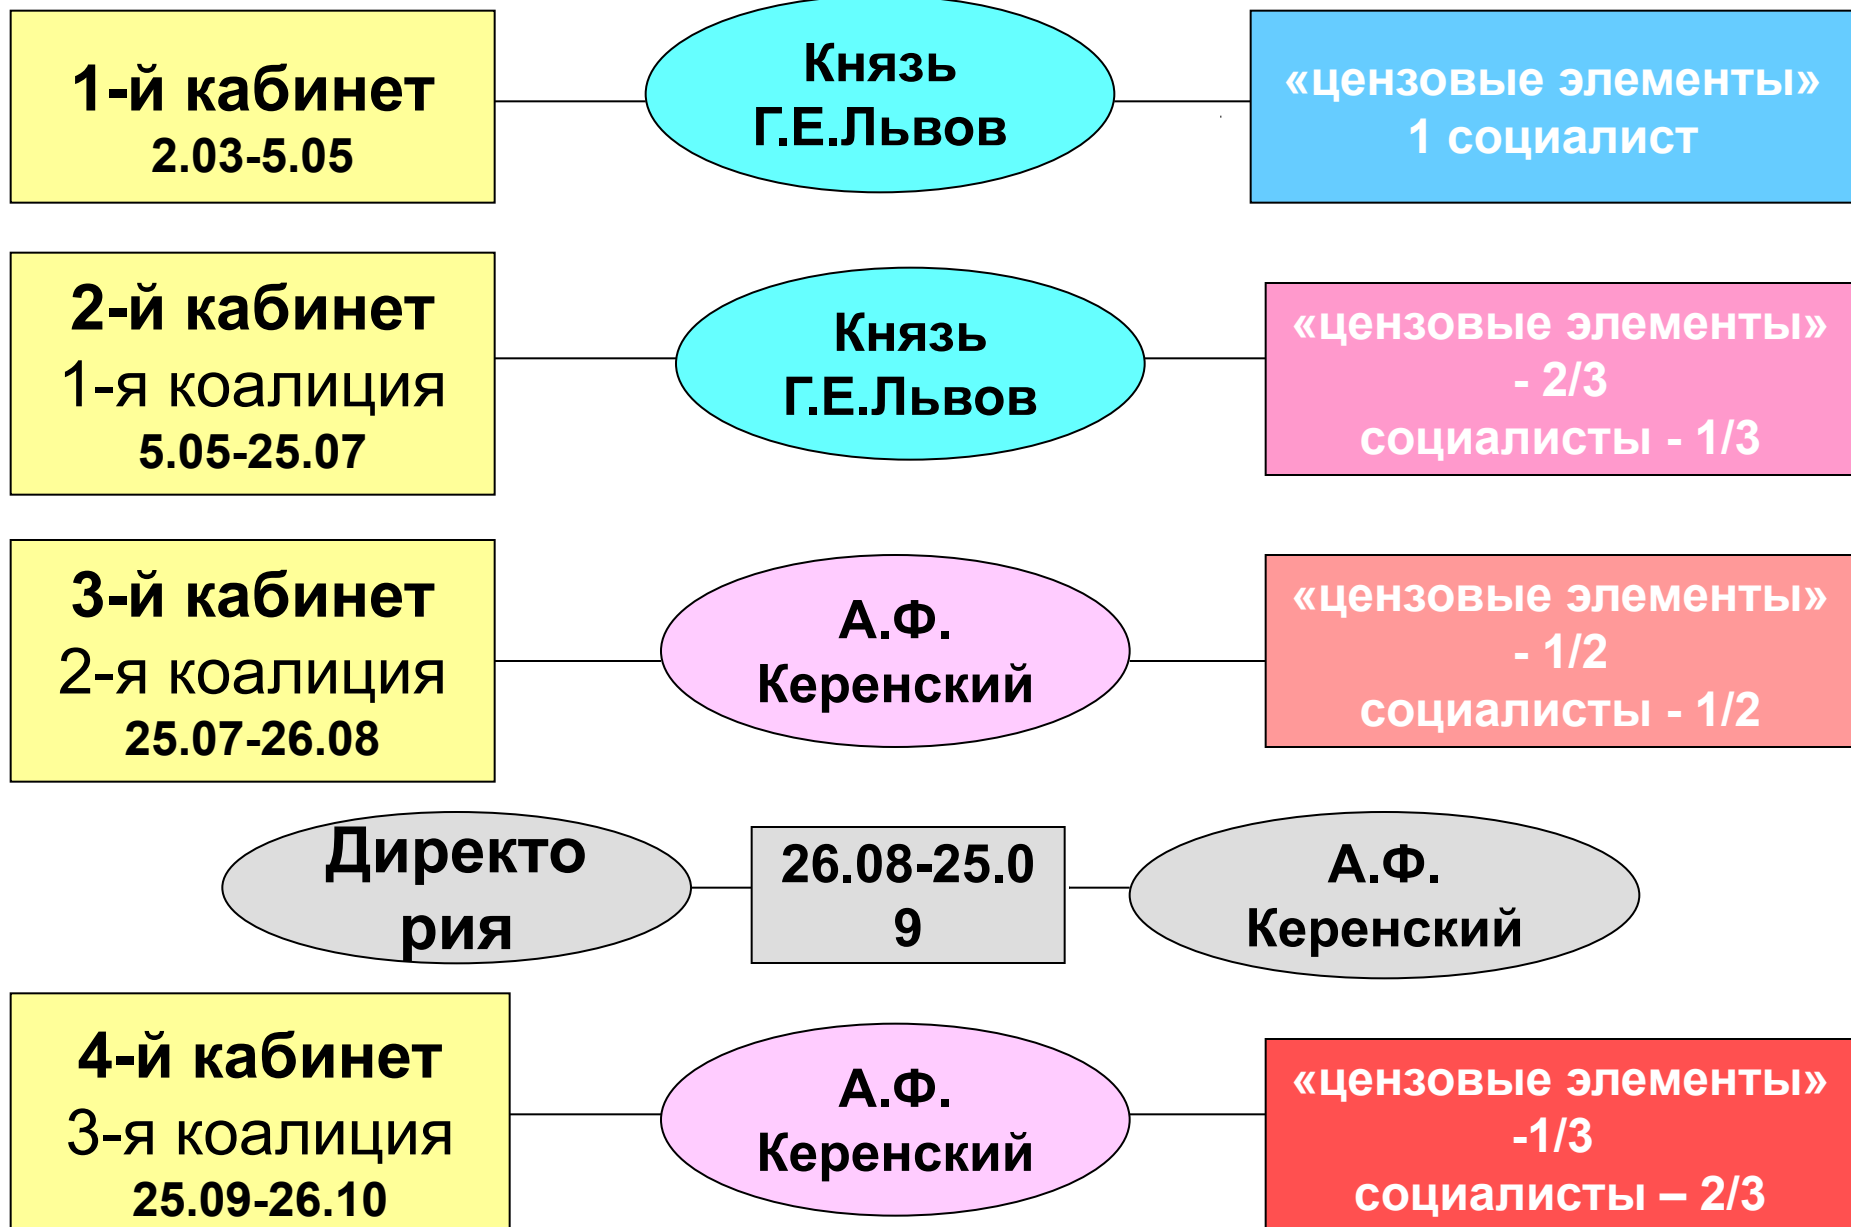 1-й кабинет
2.03-5.05
Князь
Г.Е.Львов
«цензовые элементы»
1 социалист
2-й кабинет
1-я коалиция
5.05-25.07
Князь
Г.Е.Львов
«цензовые элементы»
- 2/3
социалисты - 1/3
3-й кабинет
2-я коалиция
25.07-26.08
А.Ф.
Керенский
«цензовые элементы»
- 1/2
социалисты - 1/2
Директо
рия
26.08-25.0
9
А.Ф.
Керенский
4-й кабинет
3-я коалиция
25.09-26.10
А.Ф.
Керенский
«цензовые элементы»
-1/3
социалисты – 2/3